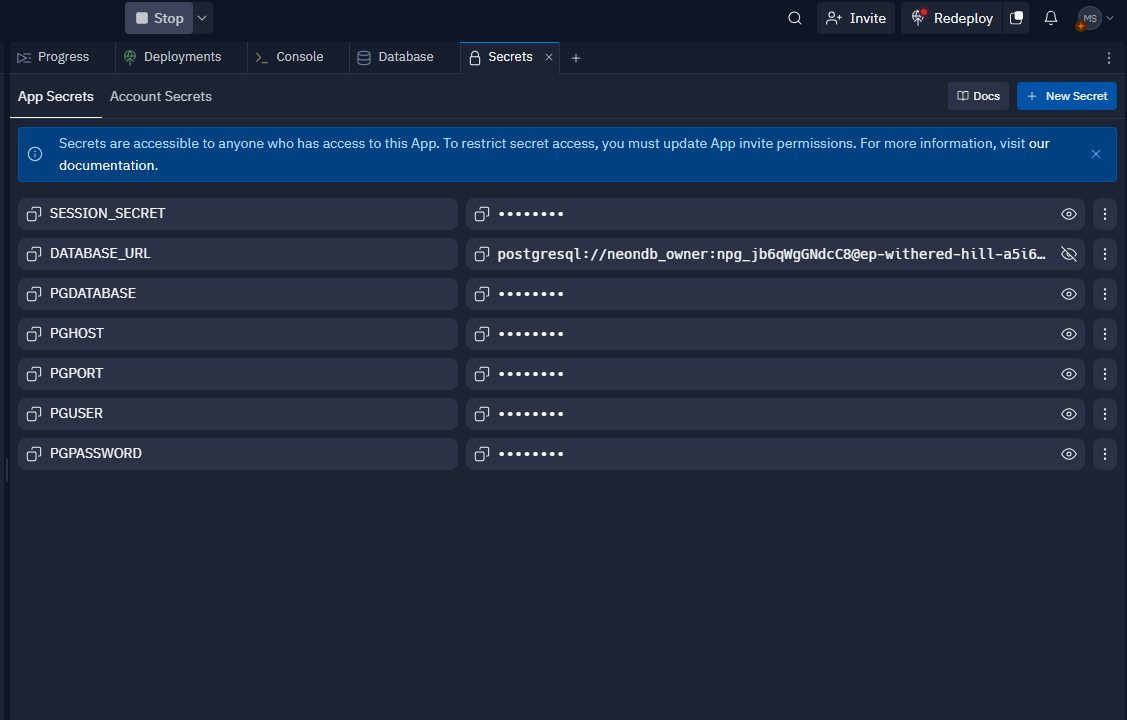 Stop
Invite
Redeploy
MS
Progress
Deployments
Console
Database
Secrets
App Secrets
Account Secrets
Docs
New Secret
Secrets are accessible to anyone who has access to this App. To restrict secret access, you must update App invite permissions. For more information, visit our
documentation.
SESSION_SECRET ••••••••
DATABASE_URL postgresql://neondb_owner:npg_jb6qWgGNdcC8@ep-withered-hill-a5i6…
PGDATABASE ••••••••
PGHOST ••••••••
PGPORT ••••••••
PGUSER ••••••••
PGPASSWORD ••••••••